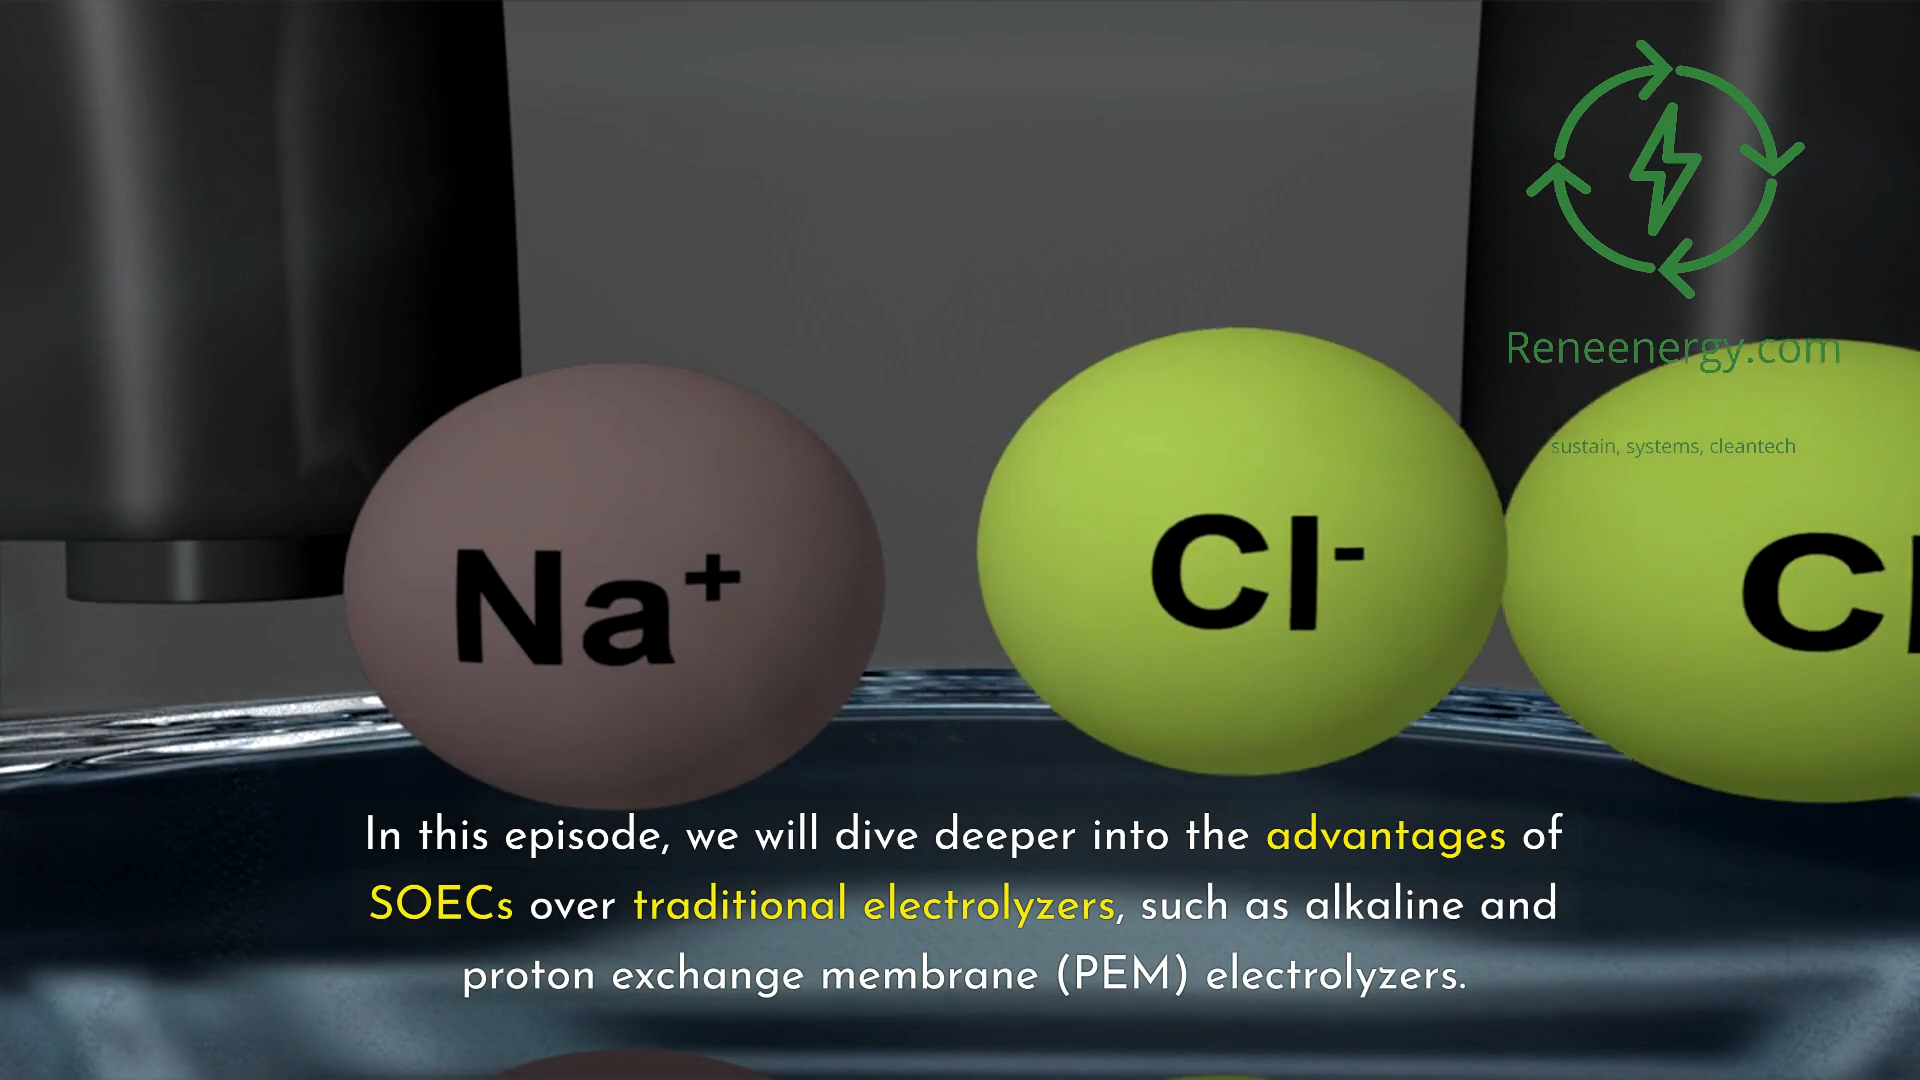 Reneenergy.com
sustain, systems, cleantech
Na⁺
Cl⁻
Cl
In this episode, we will dive deeper into the advantages of
SOECs over traditional electrolyzers, such as alkaline and
proton exchange membrane (PEM) electrolyzers.